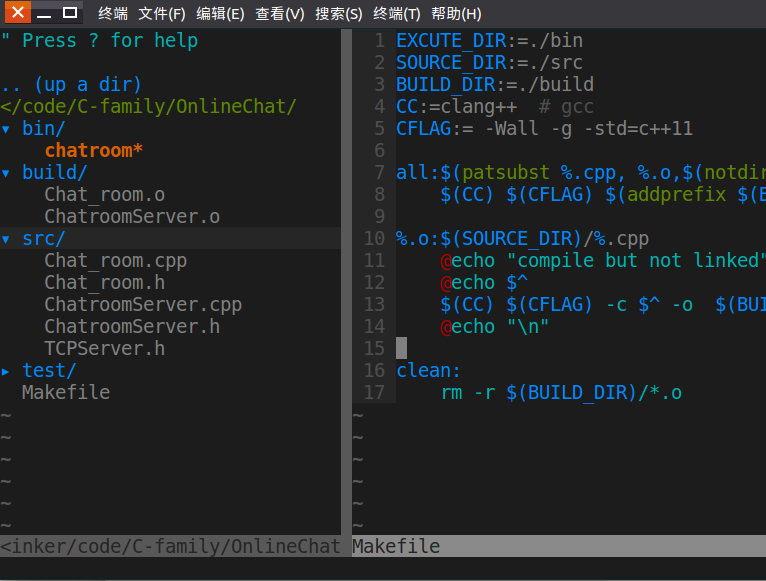 终端 文件(F) 编辑(E) 查看(V) 搜索(S) 终端(T) 帮助(H)
" Press ? for help
.. (up a dir)
</code/C-family/OnlineChat/
▾ bin/
chatroom*
▾ build/
Chat_room.o
ChatroomServer.o
▾ src/
Chat_room.cpp
Chat_room.h
ChatroomServer.cpp
ChatroomServer.h
TCPServer.h
▸ test/
Makefile
~
~
~
~
~
~
<inker/code/C-family/OnlineChat
1 EXCUTE_DIR:=./bin
2 SOURCE_DIR:=./src
3 BUILD_DIR:=./build
4 CC:=clang++  # gcc
5 CFLAG:= -Wall -g -std=c++11
6
7 all:$(patsubst %.cpp, %.o,$(notdir
8     $(CC) $(CFLAG) $(addprefix $(B
9
10 %.o:$(SOURCE_DIR)/%.cpp
11     @echo "compile but not linked"
12     @echo $^
13     $(CC) $(CFLAG) -c $^ -o  $(BUI
14     @echo "\n"
15
16 clean:
17     rm -r $(BUILD_DIR)/*.o
~
~
~
~
~
~
Makefile